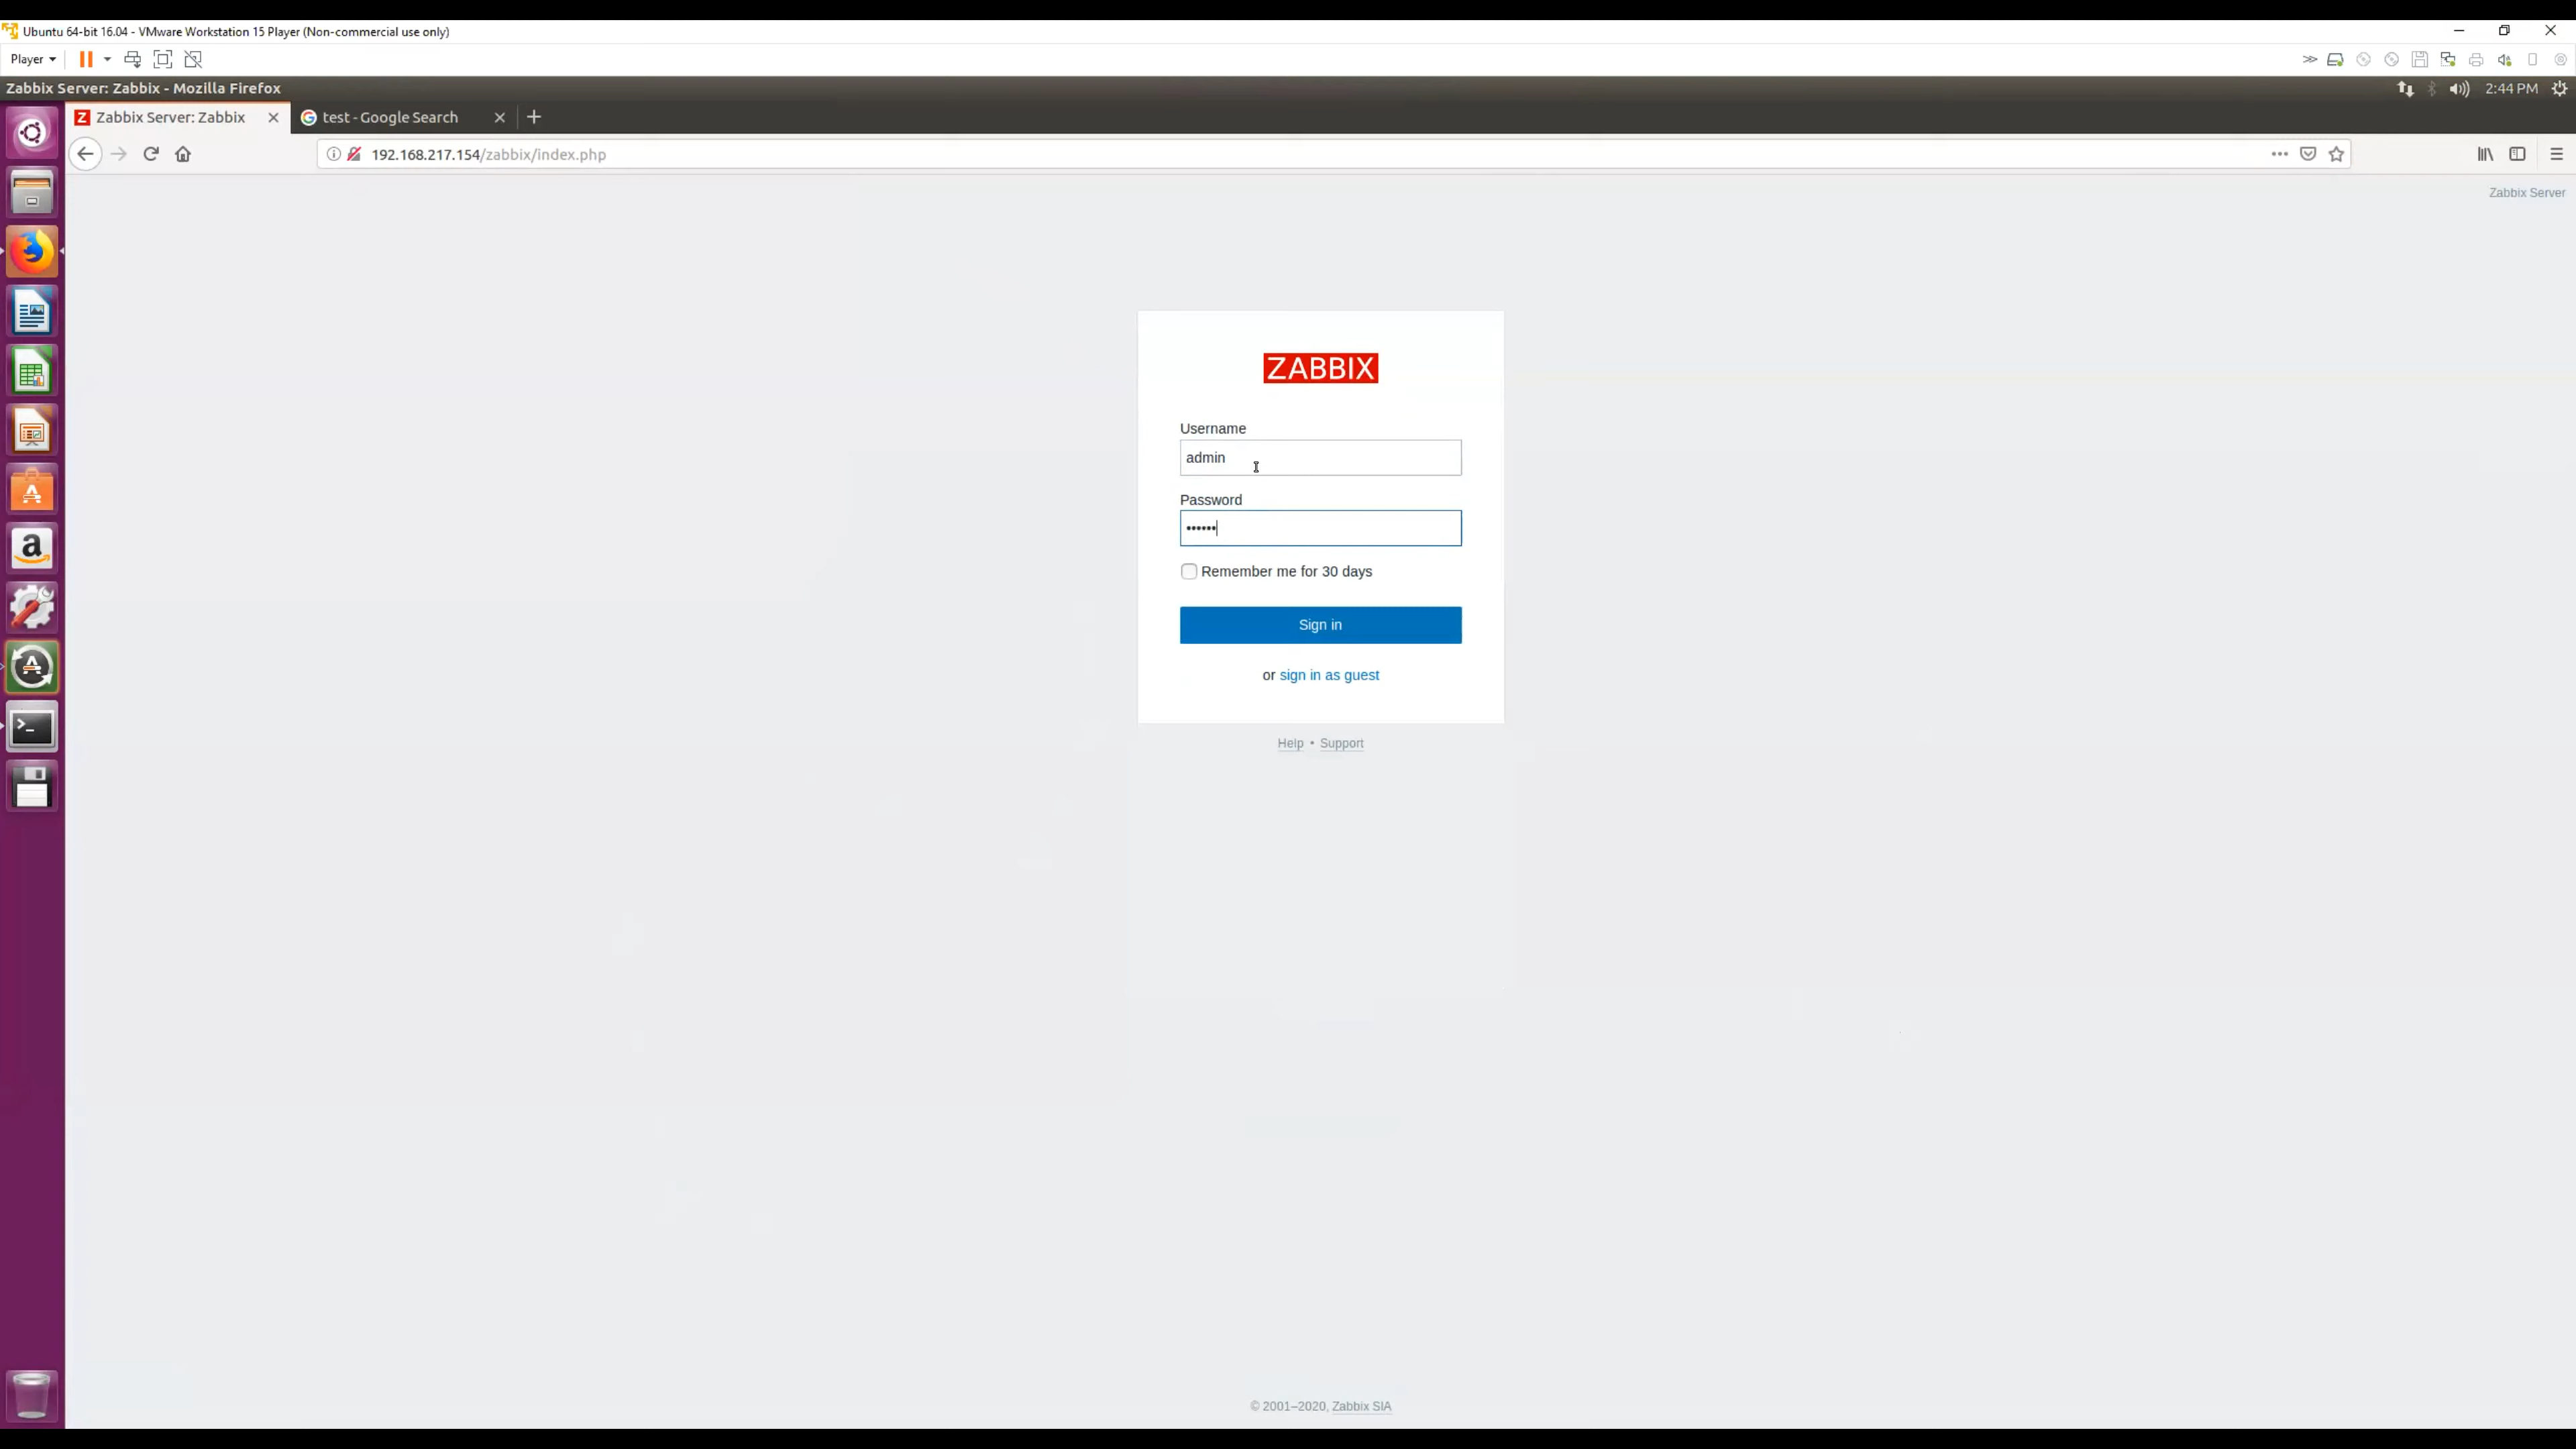 Ubuntu 64-bit 16.04 - VMware Workstation 15 Player (Non-commercial use only)
Player
Zabbix Server: Zabbix - Mozilla Firefox
2:44 PM
Zabbix Server: Zabbix
test - Google Search
192.168.217.154/zabbix/index.php
Zabbix Server
ZABBIX
Username
admin
Password
••••••
Remember me for 30 days
Sign in
or sign in as guest
Help • Support
© 2001–2020, Zabbix SIA